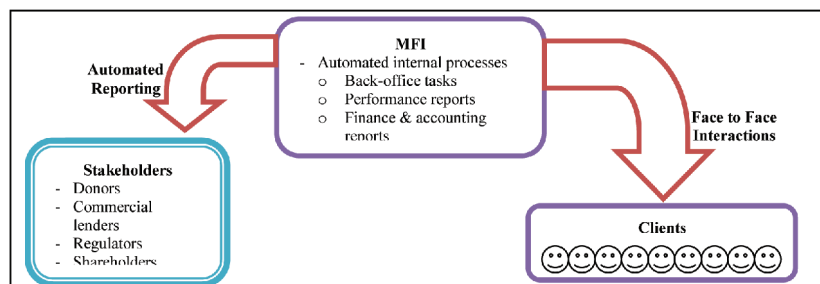 MFI
- Automated internal processes
o Back-office tasks
o Performance reports
o Finance & accounting
reports
Automated
Reporting
Face to Face
Interactions
Stakeholders
- Donors
- Commercial
lenders
- Regulators
- Shareholders
Clients